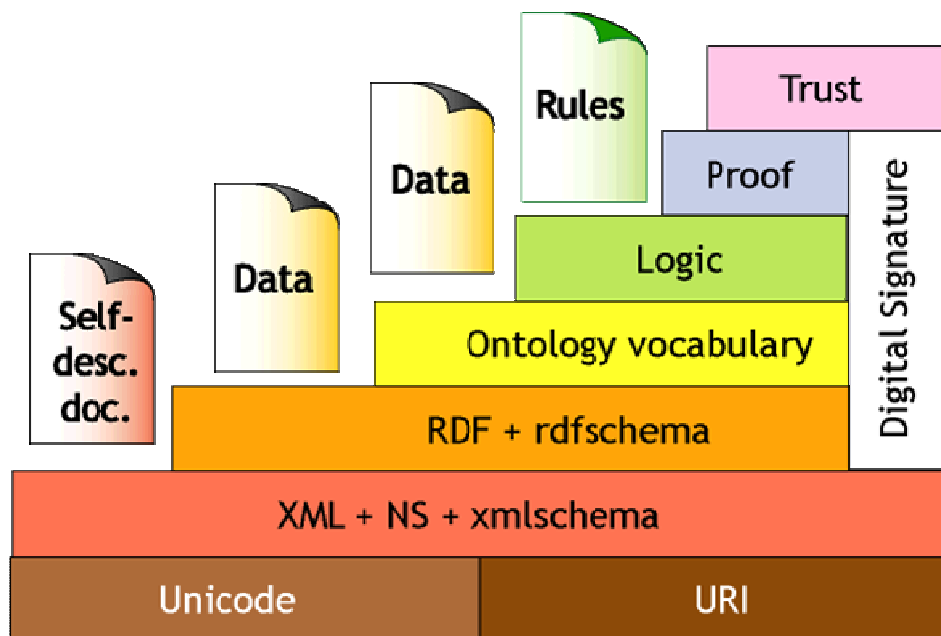 Trust
Rules
Proof
Data
Logic
Data
Digital Signature
Self-
desc.
doc.
Ontology vocabulary
RDF + rdfschema
XML + NS + xmlschema
Unicode
URI